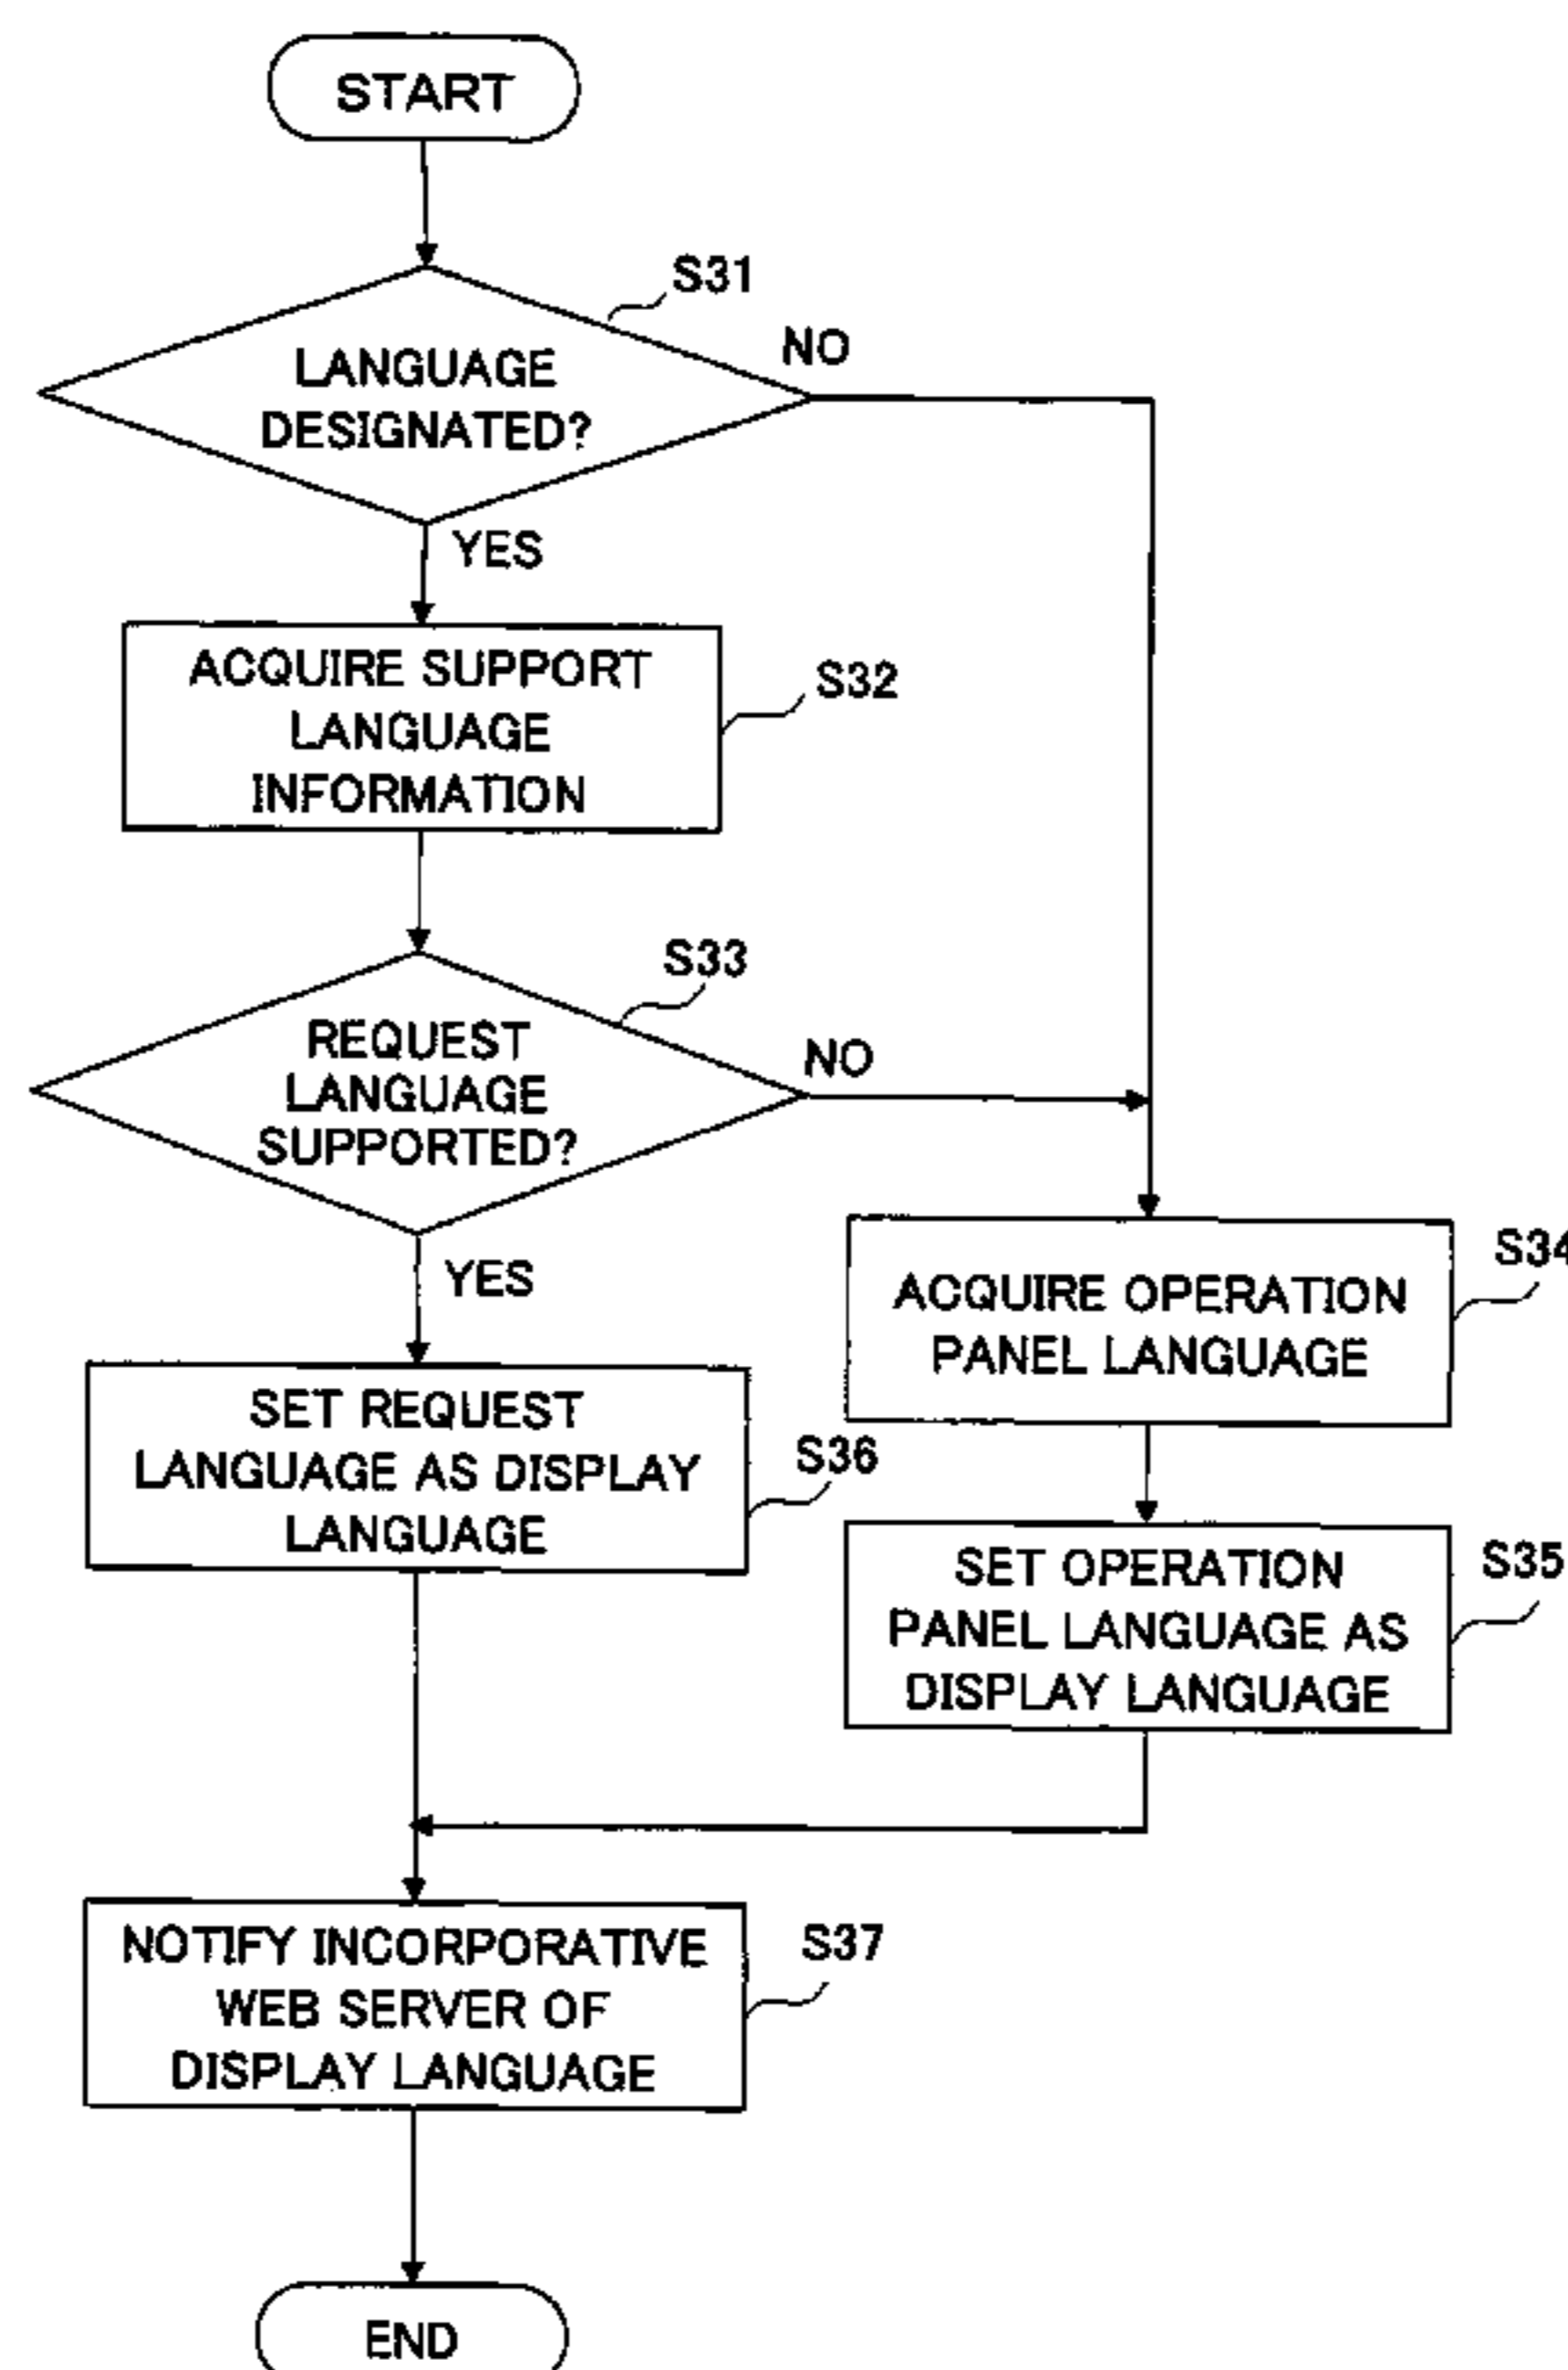 START
S31
NO
LANGUAGE
DESIGNATED?
YES
ACQUIRE SUPPORT
LANGUAGE
INFORMATION
S32
S33
REQUEST
LANGUAGE
SUPPORTED?
NO
YES
S34
ACQUIRE OPERATION
PANEL LANGUAGE
SET REQUEST
LANGUAGE AS DISPLAY
LANGUAGE
S36
SET OPERATION
PANEL LANGUAGE AS
DISPLAY LANGUAGE
S35
NOTIFY INCORPORATIVE
WEB SERVER OF
DISPLAY LANGUAGE
S37
END